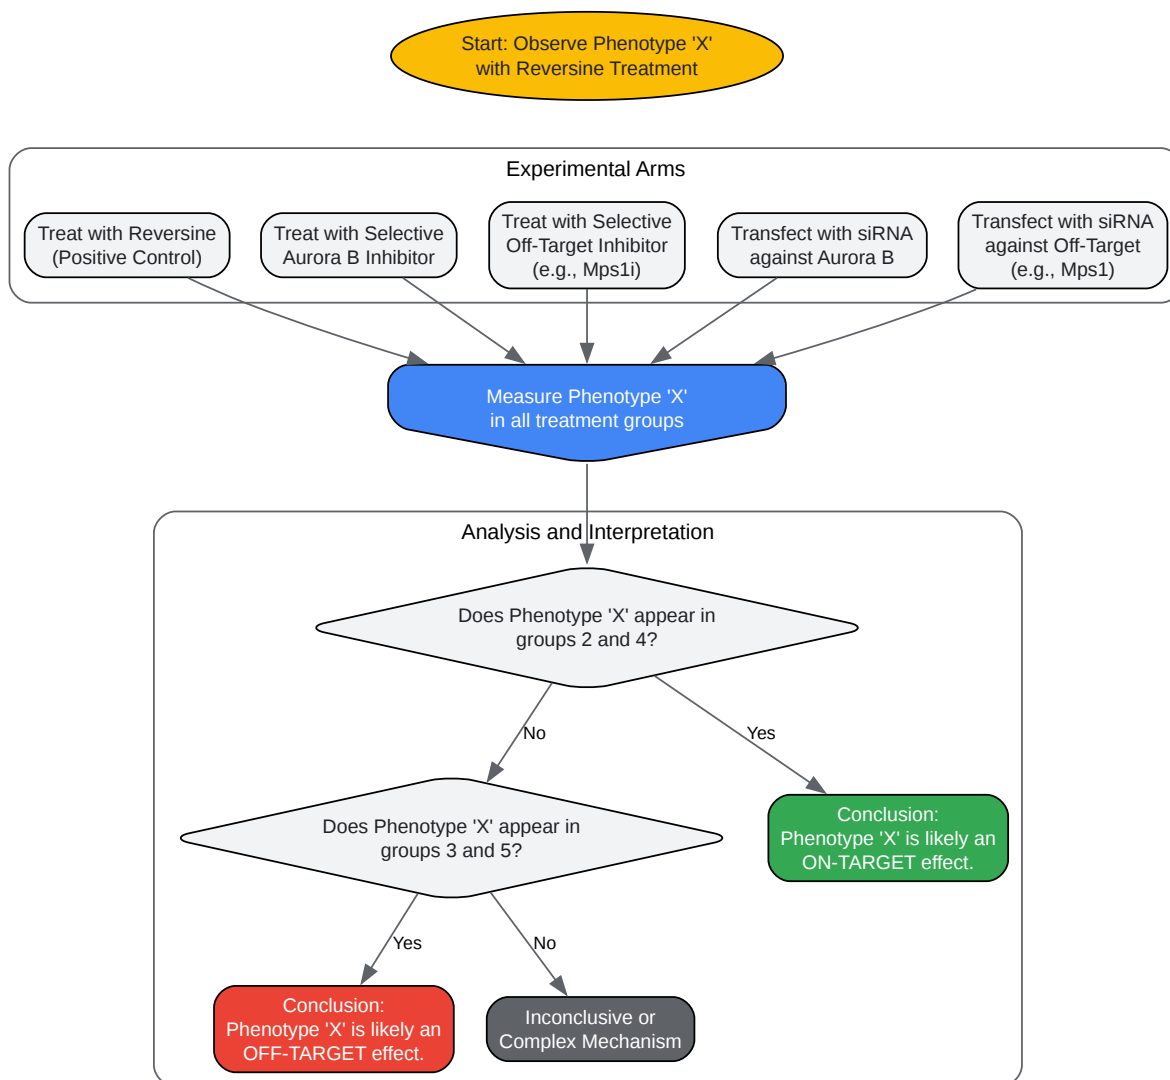 Start: Observe Phenotype 'X'
with Reversine Treatment
Experimental Arms
Treat with Reversine
(Positive Control)
Treat with Selective
Aurora B Inhibitor
Treat with Selective
Off-Target Inhibitor
(e.g., Mps1i)
Transfect with siRNA
against Aurora B
Transfect with siRNA
against Off-Target
(e.g., Mps1)
Measure Phenotype 'X'
in all treatment groups
Analysis and Interpretation
Does Phenotype 'X' appear in
groups 2 and 4?
No
Yes
Does Phenotype 'X' appear in
groups 3 and 5?
Conclusion:
Phenotype 'X' is likely an
ON-TARGET effect.
Yes
No
Conclusion:
Phenotype 'X' is likely an
OFF-TARGET effect.
Inconclusive or
Complex Mechanism